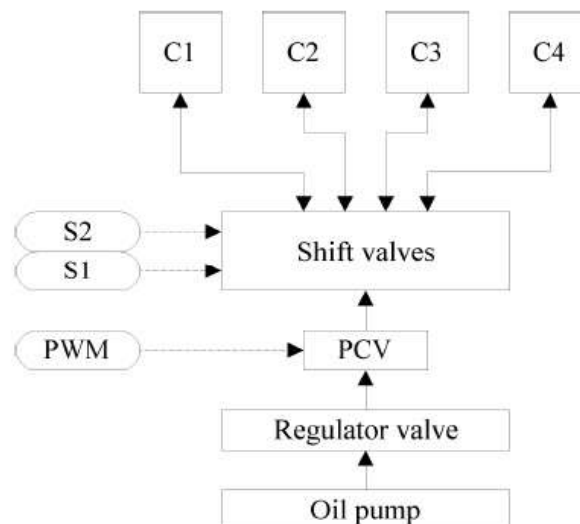 C1
C2
C3
C4
S2
S1
Shift valves
PWM
PCV
Regulator valve
Oil pump